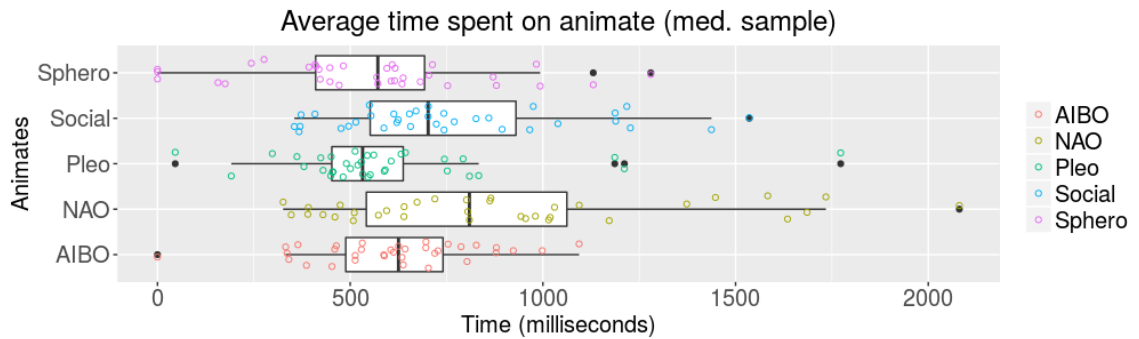 Average time spent on animate (med. sample)
Animates
Sphero
Social
Pleo
NAO
AIBO
0 500 1000 1500 2000
Time (milliseconds)
AIBO
NAO
Pleo
Social
Sphero